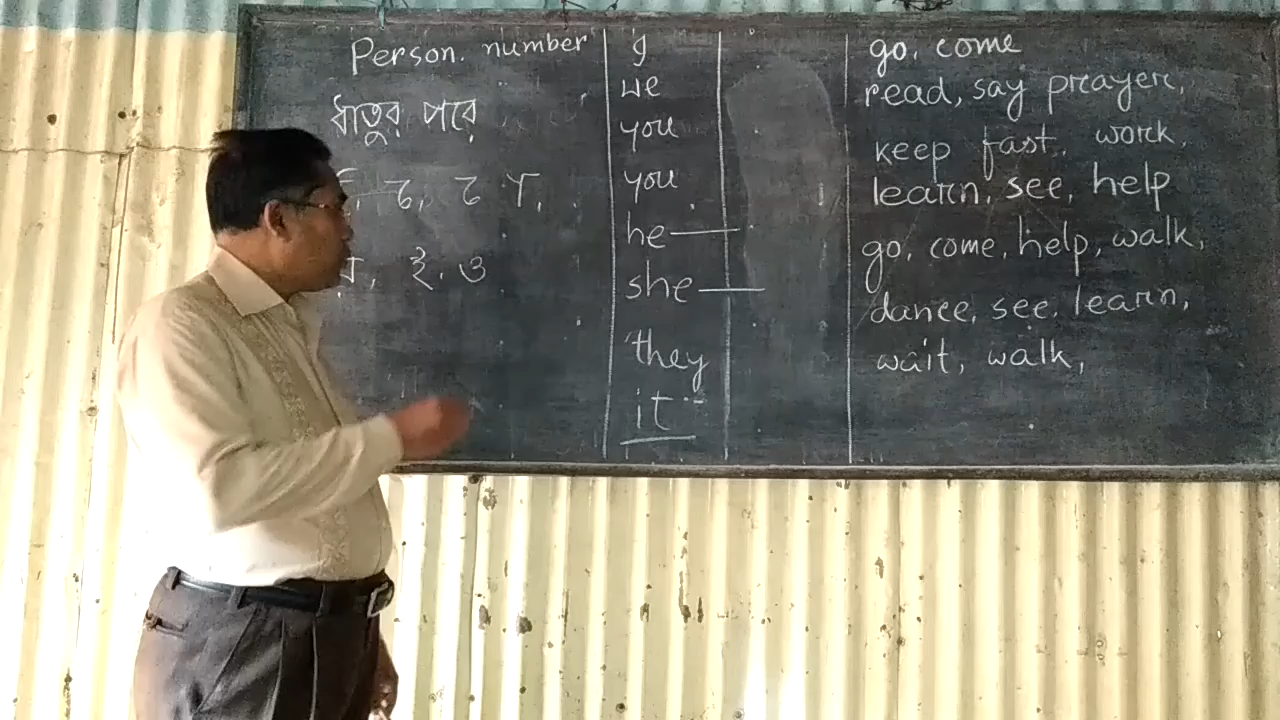 Person. number
ধাতুর পরে
ই, ও
g
we
you
you
he
she
they
it
go, come
read, say prayer,
keep fast, work,
learn, see, help
go, come, help, walk,
dance, see, learn,
wait, walk,